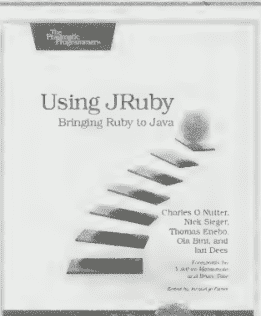 The
Pragmatic
Programmers
Using JRuby
Bringing Ruby to Java
Charles O Nutter,
Nick Sieger,
Thomas Enebo,
Ola Bini, and
Ian Dees